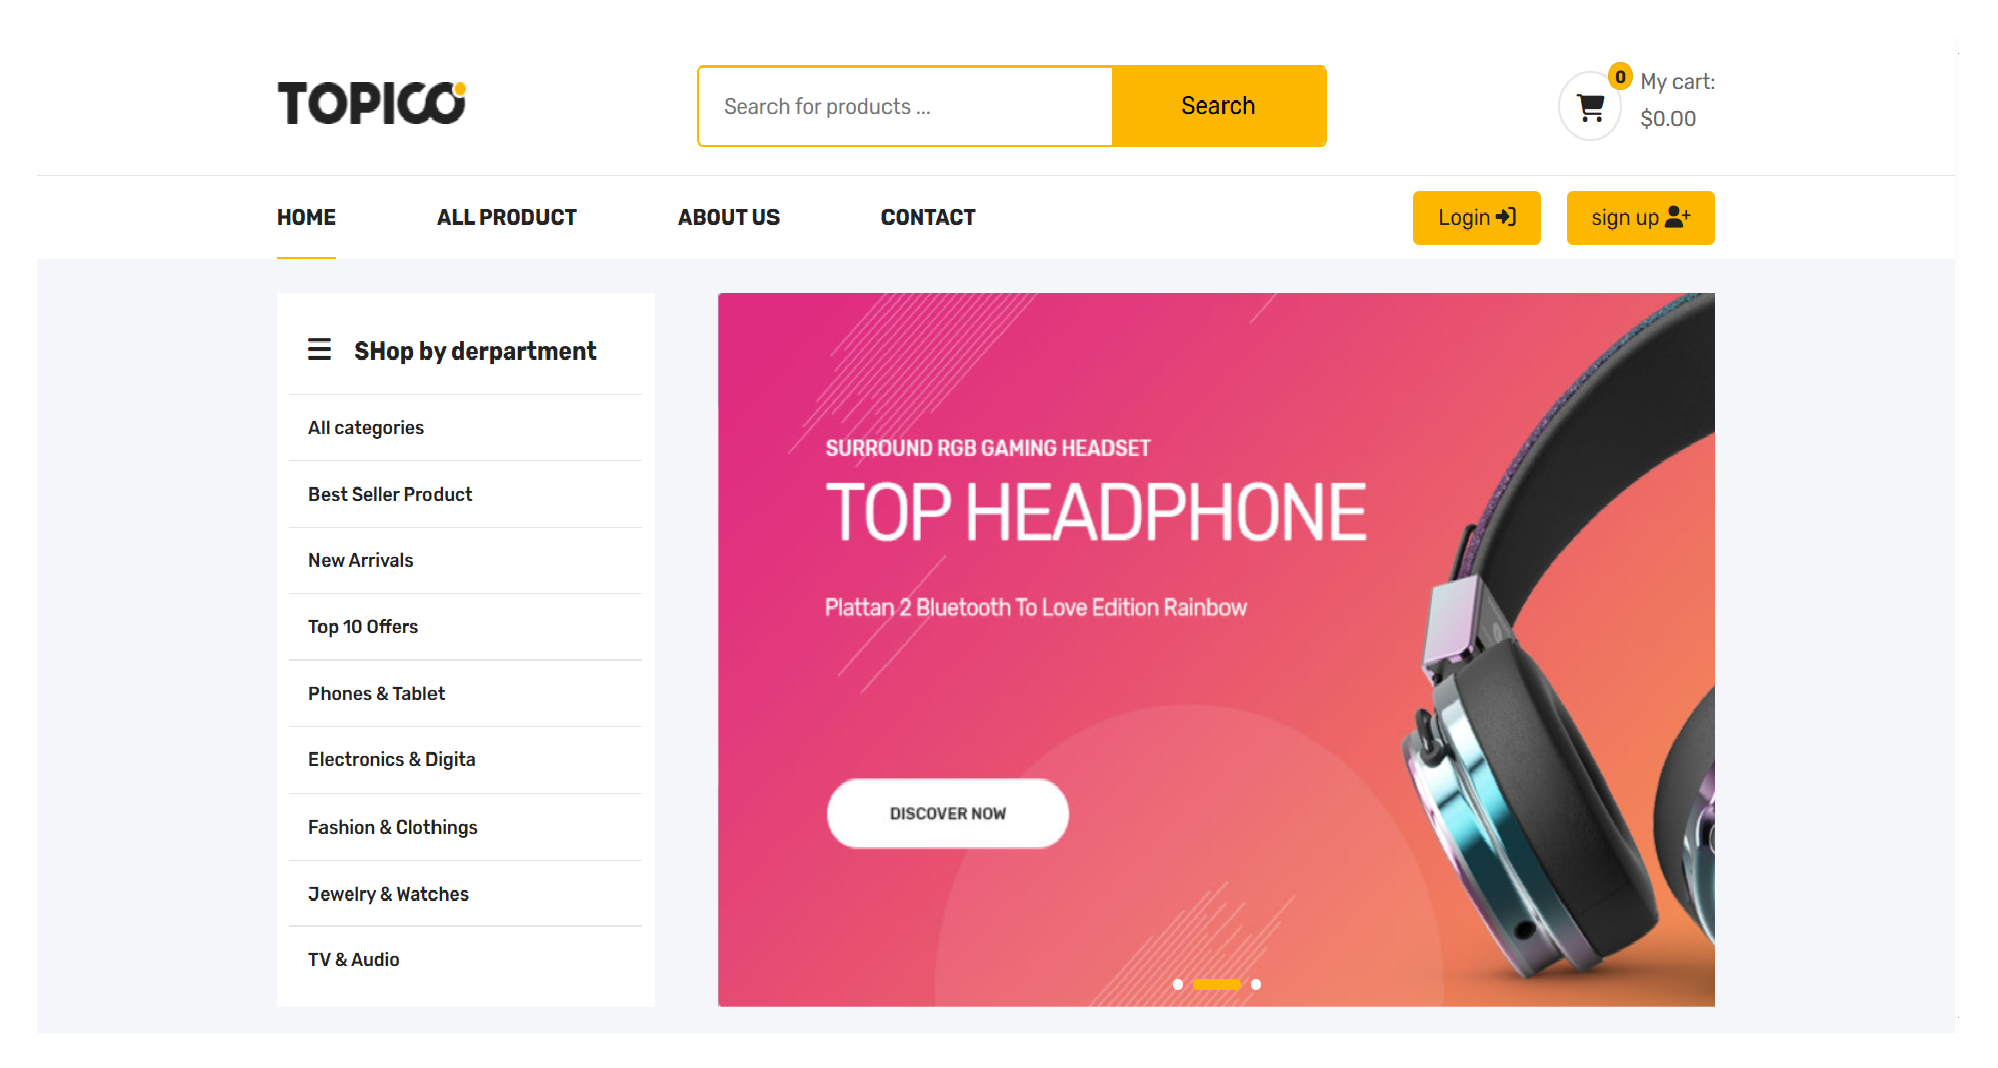 TOPICO
Search for products ...
Search
0
My cart:
$0.00
HOME
ALL PRODUCT
ABOUT US
CONTACT
Login
sign up
SHop by derpartment
All categories
Best Seller Product
New Arrivals
Top 10 Offers
Phones & Tablet
Electronics & Digita
Fashion & Clothings
Jewelry & Watches
TV & Audio
SURROUND RGB GAMING HEADSET
TOP HEADPHONE
Plattan 2 Bluetooth To Love Edition Rainbow
DISCOVER NOW